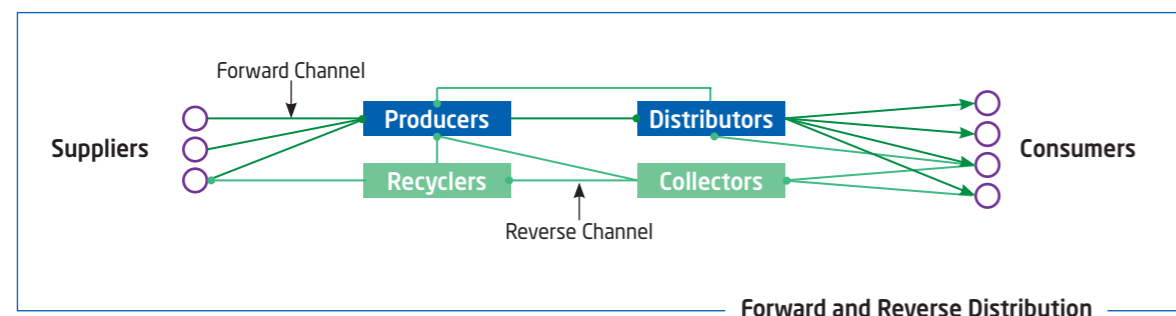 Forward Channel
Producers
Distributors
Suppliers
Consumers
Recyclers
Collectors
Reverse Channel
Forward and Reverse Distribution